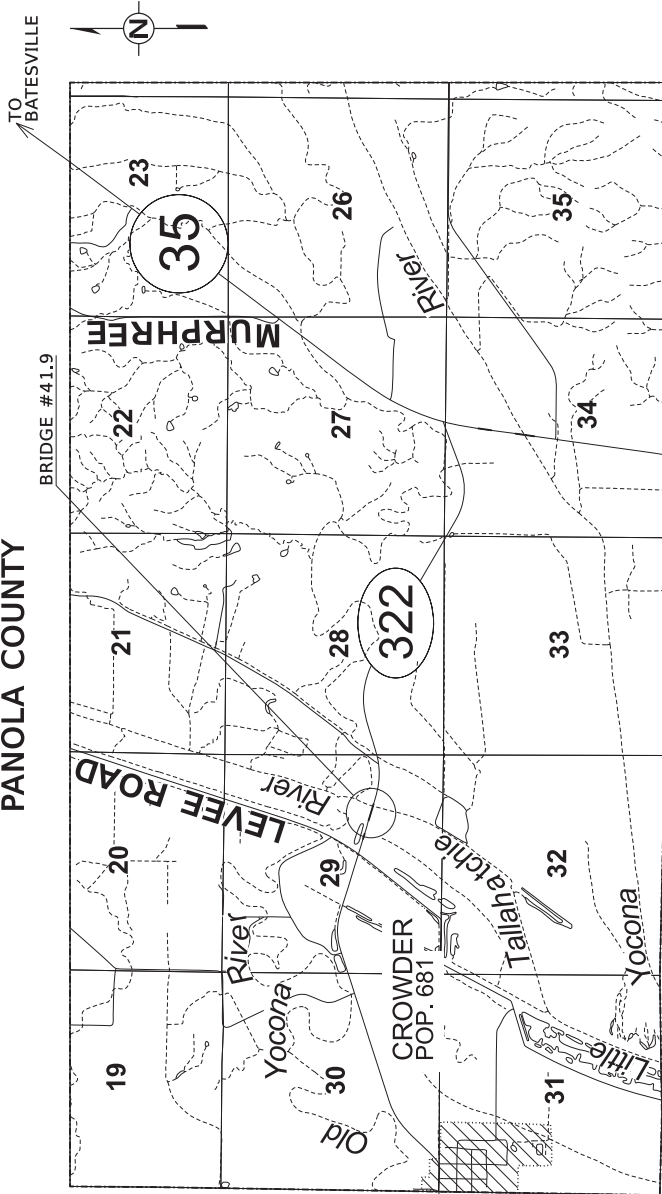 PANOLA COUNTY
BRIDGE #41.9
TO
BATESVILLE
N
19
20
21
22
23
LEVEE ROAD
MURPHREE
35
River
Yocona
Old
30
River
29
28
27
26
322
River
CROWDER
POP. 681
Tallahatchie
Little
31
32
33
34
35
Yocona